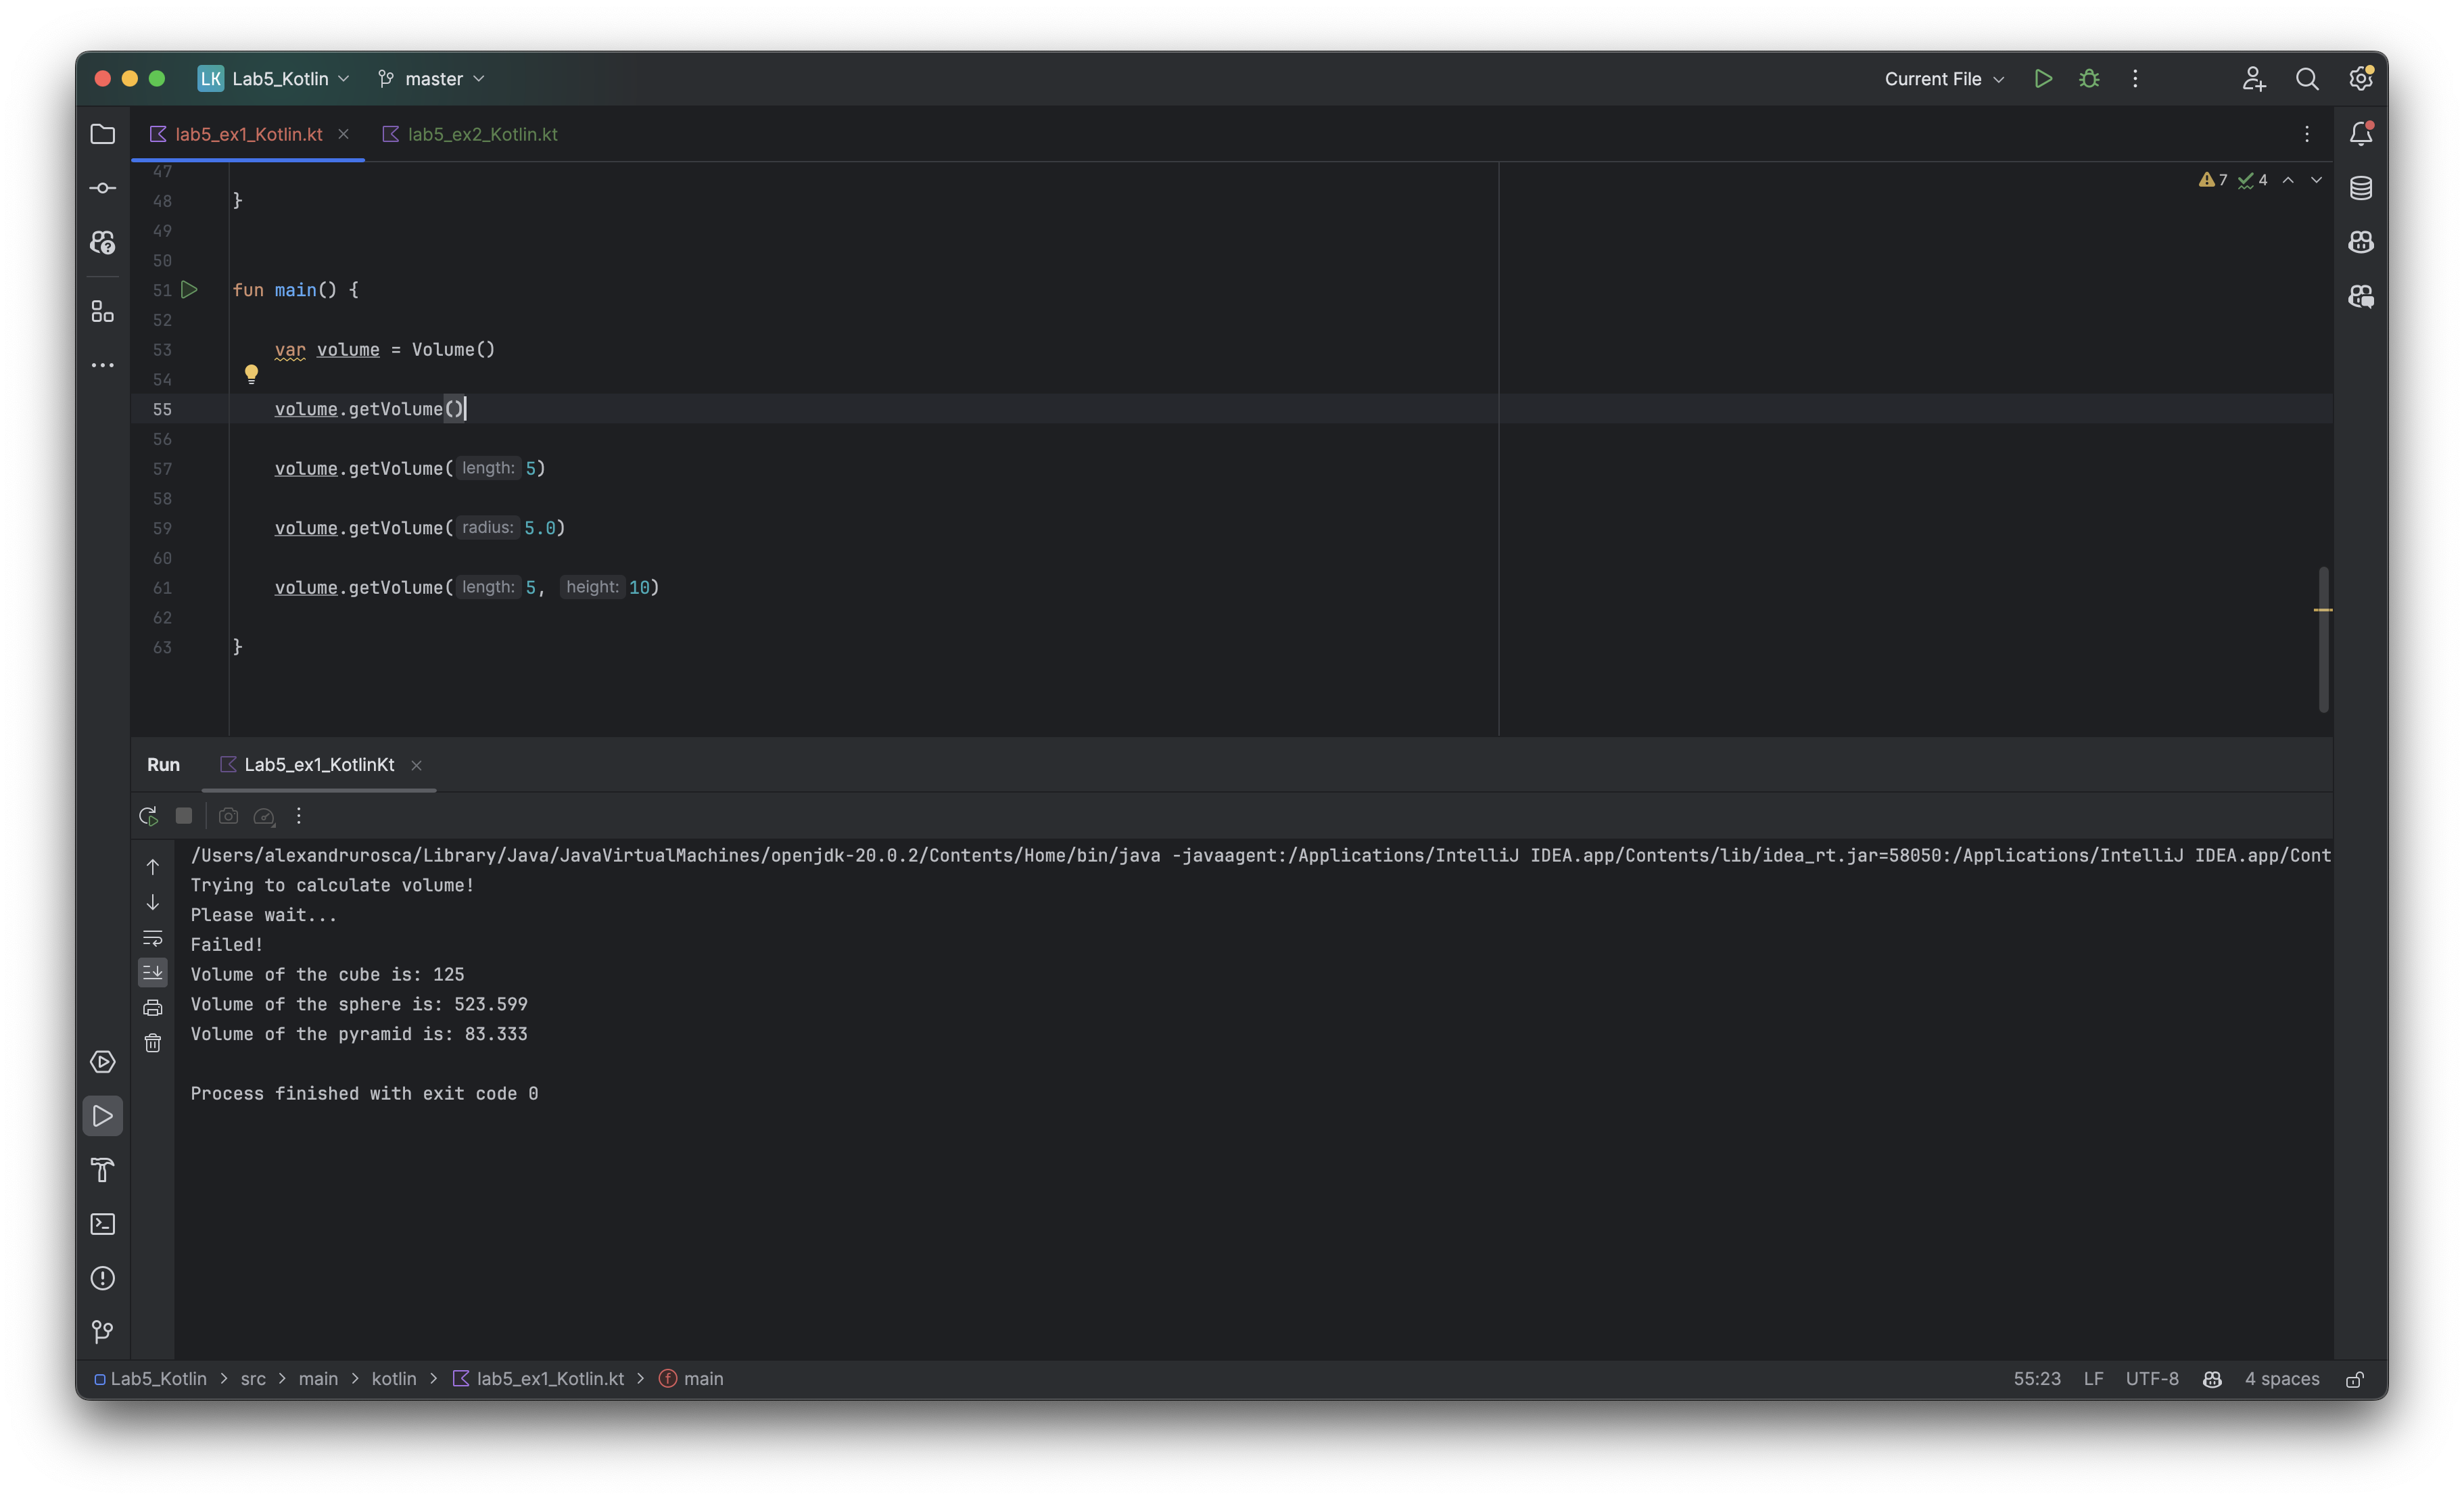 LK Lab5_Kotlin master Current File
lab5_ex1_Kotlin.kt lab5_ex2_Kotlin.kt
47 7 4
48 }
49
50
51 fun main() {
52
53 var volume = Volume()
54
55 volume.getVolume()
56
57 volume.getVolume( length: 5)
58
59 volume.getVolume( radius: 5.0)
60
61 volume.getVolume( length: 5, height: 10)
62
63 }
Run Lab5_ex1_KotlinKt
/Users/alexandrurosca/Library/Java/JavaVirtualMachines/openjdk-20.0.2/Contents/Home/bin/java -javaagent:/Applications/IntelliJ IDEA.app/Contents/lib/idea_rt.jar=58050:/Applications/IntelliJ IDEA.app/Cont
Trying to calculate volume!
Please wait...
Failed!
Volume of the cube is: 125
Volume of the sphere is: 523.599
Volume of the pyramid is: 83.333
Process finished with exit code 0
Lab5_Kotlin > src > main > kotlin > lab5_ex1_Kotlin.kt > f main 55:23 LF UTF-8 4 spaces